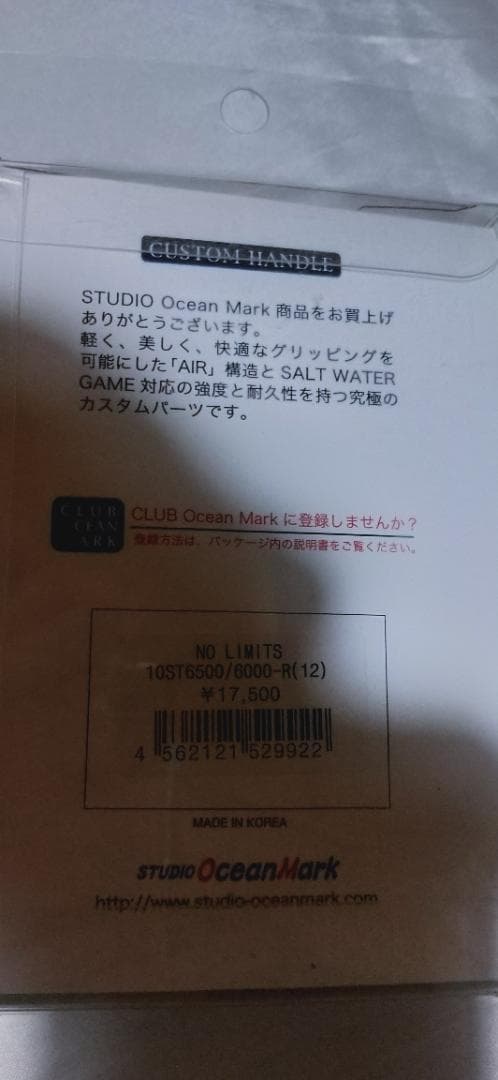 CUSTOM HANDLE
STUDIO Ocean Mark 商品をお買上げ
ありがとうございます。
軽く、美しく、快適なグリッピングを
可能にした「AIR」構造と SALT WATER
GAME 対応の強度と耐久性を持つ究極の
カスタムパーツです。
CLUB
OCEAN
ARK
CLUB Ocean Mark に登録しませんか？
登録方法は、パッケージ内の説明書をご覧ください。
NO LIMITS
10ST6500/6000-R(12)
￥17,500
4 562121 529922
MADE IN KOREA
STUDIO OceanMark
http://www.studio-oceanmark.com